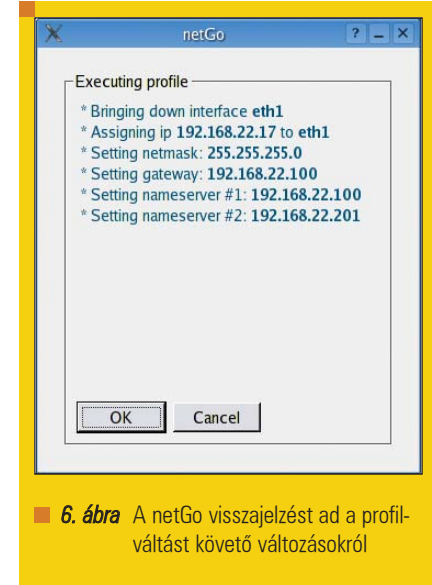 netGo
Executing profile
* Bringing down interface eth1
* Assigning ip 192.168.22.17 to eth1
* Setting netmask: 255.255.255.0
* Setting gateway: 192.168.22.100
* Setting nameserver #1: 192.168.22.100
* Setting nameserver #2: 192.168.22.201
OK Cancel
6. ábra A netGo visszajelzést ad a profil-
váltást követő változásokról